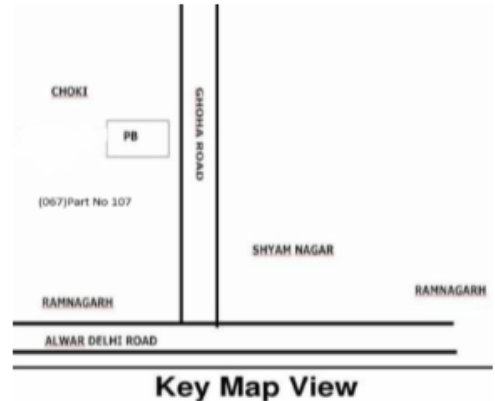 CHOKI
PB
GHOHA ROAD
(067)Part No 107
SHYAM NAGAR
RAMNAGARH
RAMNAGARH
ALWAR DELHI ROAD
Key Map View